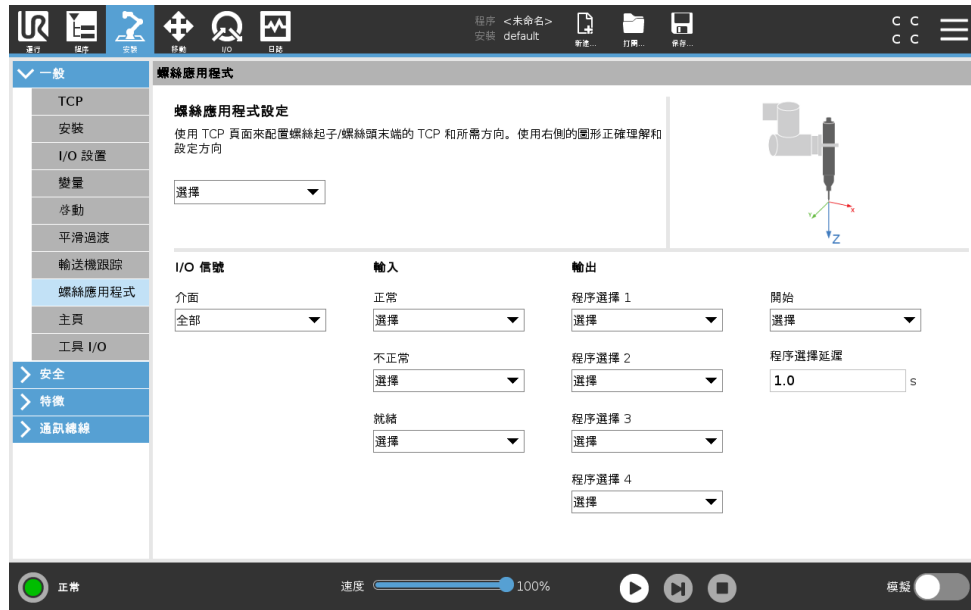 UR
運行
程序
安裝
移動
I/O
日誌
程序 <未命名>
安裝 default
新建...
打開...
保存...
C C
C C
一般
TCP
安裝
I/O 設置
變量
啓動
平滑過渡
輸送機跟踪
螺絲應用程式
主頁
工具 I/O
安全
特徵
通訊總線
螺絲應用程式
螺絲應用程式設定
使用 TCP 頁面來配置螺絲起子/螺絲頭末端的 TCP 和所需方向。使用右側的圖形正確理解和
設定方向
選擇
Y
X
Z
I/O 信號
介面
全部
輸入
正常
選擇
不正常
選擇
就緒
選擇
輸出
程序選擇 1
選擇
程序選擇 2
選擇
程序選擇 3
選擇
程序選擇 4
選擇
開始
選擇
程序選擇延遲
1.0 s
正常
速度 100%
模擬